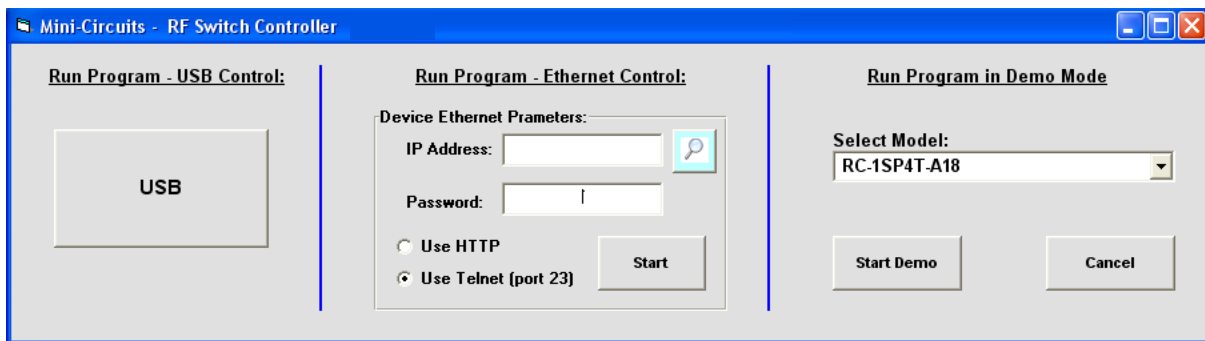 Mini-Circuits - RF Switch Controller
Run Program - USB Control:
USB
Run Program - Ethernet Control:
Device Ethernet Prameters:
IP Address:
Password:
Use HTTP
Use Telnet (port 23)
Start
Run Program in Demo Mode
Select Model:
RC-1SP4T-A18
Start Demo
Cancel